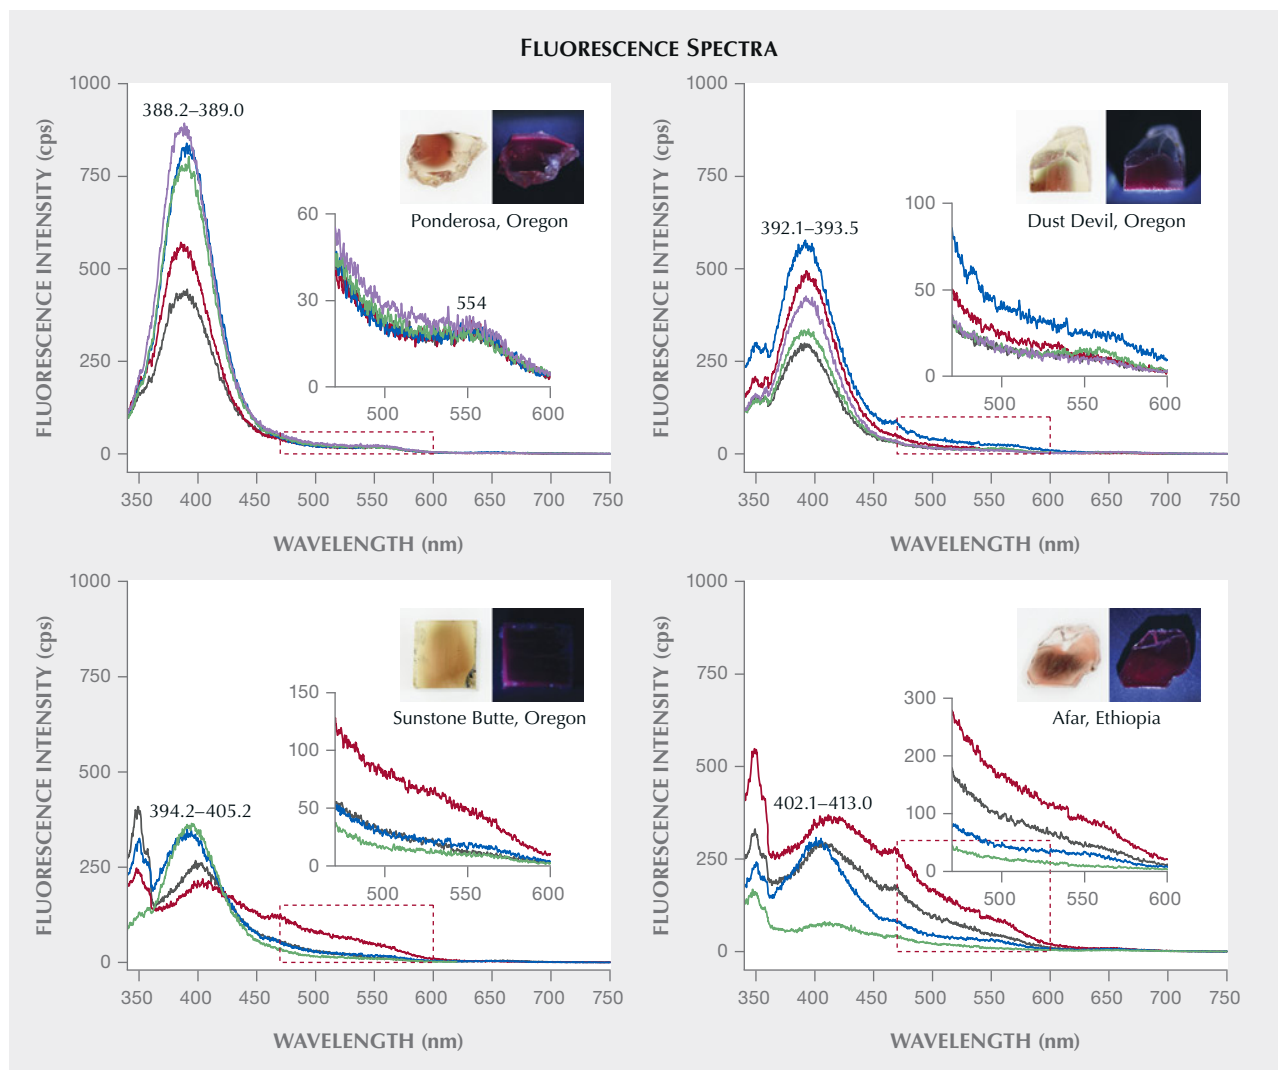 FLUORESCENCE SPECTRA
FLUORESCENCE INTENSITY (cps)
1000
750
500
250
0
388.2–389.0
Ponderosa, Oregon
60
30
0
554
500 550 600
350 400 450 500 550 600 650 700 750
WAVELENGTH (nm)
FLUORESCENCE INTENSITY (cps)
1000
750
500
250
0
392.1–393.5
Dust Devil, Oregon
100
50
0
500 550 600
350 400 450 500 550 600 650 700 750
WAVELENGTH (nm)
FLUORESCENCE INTENSITY (cps)
1000
750
500
250
0
394.2–405.2
Sunstone Butte, Oregon
150
100
50
0
500 550 600
350 400 450 500 550 600 650 700 750
WAVELENGTH (nm)
FLUORESCENCE INTENSITY (cps)
1000
750
500
250
0
402.1–413.0
Afar, Ethiopia
300
200
100
0
500 550 600
350 400 450 500 550 600 650 700 750
WAVELENGTH (nm)